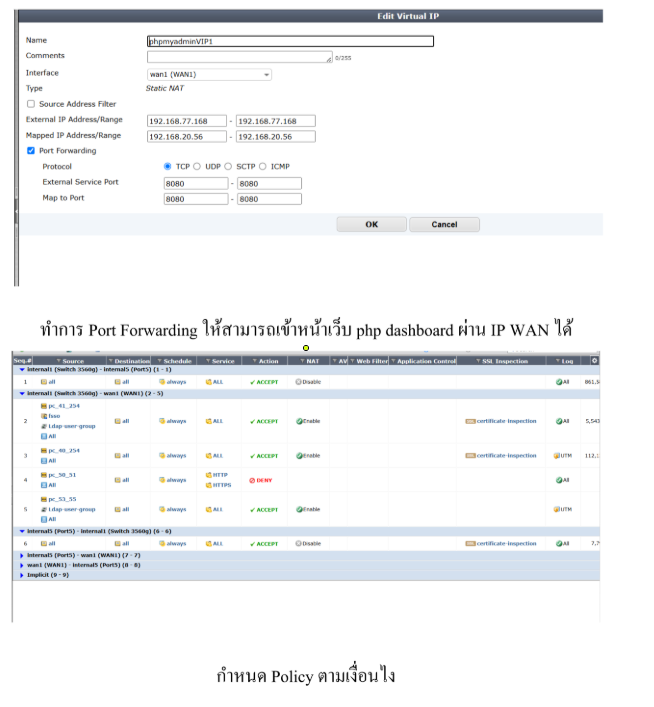 Edit Virtual IP
Name phpmyadminVIP1
Comments 0/255
Interface wan1 (WAN1)
Type Static NAT
Source Address Filter
External IP Address/Range 192.168.77.168 - 192.168.77.168
Mapped IP Address/Range 192.168.20.56 - 192.168.20.56
Port Forwarding
Protocol TCP UDP SCTP ICMP
External Service Port 8080 - 8080
Map to Port 8080 - 8080
OK Cancel
ทำการ Port Forwarding ให้สามารถเข้าหน้าเว็บ php dashboard ผ่าน IP WAN ได้
Seq.# Source Destination Schedule Service Action NAT AV Web Filter Application Control SSL Inspection Log
internal1 (Switch 3560g) - internal5 (Port5) (1 - 1)
1 all all always ALL ACCEPT Disable All 861,
internal1 (Switch 3560g) - wan1 (WAN1) (2 - 5)
pc_41_254
fsso
2 Ldap-user-group all always ALL ACCEPT Enable certificate-inspection All 5,543
All
3 pc_40_254 all always ALL ACCEPT Enable certificate-inspection UTM 112,
pc_50_51 HTTP
4 all always DENY All
All HTTPS
pc_53_55
5 Ldap-user-group all always ALL ACCEPT Enable UTM
All
internal5 (Port5) - internal1 (Switch 3560g) (6 - 6)
6 all all always ALL ACCEPT Disable certificate-inspection All 7,
internal5 (Port5) - wan1 (WAN1) (7 - 7)
wan1 (WAN1) - internal5 (Port5) (8 - 8)
Implicit (9 - 9)
กำหนด Policy ตามเงื่อนไง